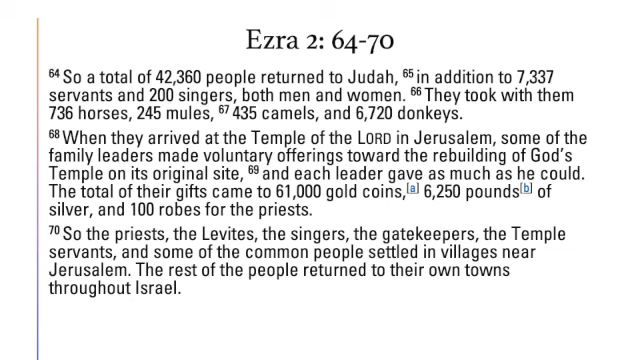 Ezra 2: 64-70
64 So a total of 42,360 people returned to Judah, 65 in addition to 7,337
servants and 200 singers, both men and women. 66 They took with them
736 horses, 245 mules, 67 435 camels, and 6,720 donkeys.
68 When they arrived at the Temple of the LORD in Jerusalem, some of the
family leaders made voluntary offerings toward the rebuilding of God's
Temple on its original site, 69 and each leader gave as much as he could.
The total of their gifts came to 61,000 gold coins,[a] 6,250 pounds[b] of
silver, and 100 robes for the priests.
70 So the priests, the Levites, the singers, the gatekeepers, the Temple
servants, and some of the common people settled in villages near
Jerusalem. The rest of the people returned to their own towns
throughout Israel.